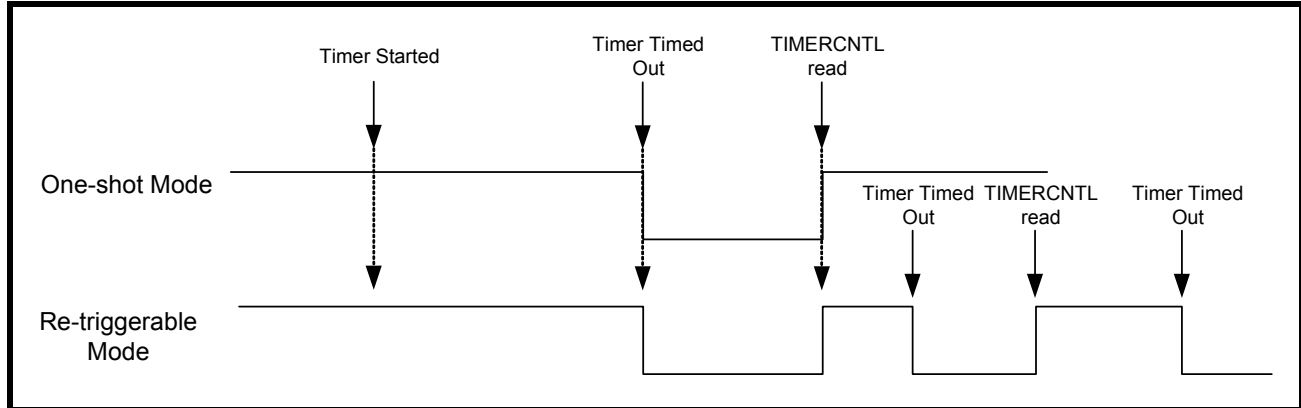 Timer Started
Timer Timed
Out
TIMERCNTL
read
One-shot Mode
Timer Timed
Out
TIMERCNTL
read
Timer Timed
Out
Re-triggerable
Mode